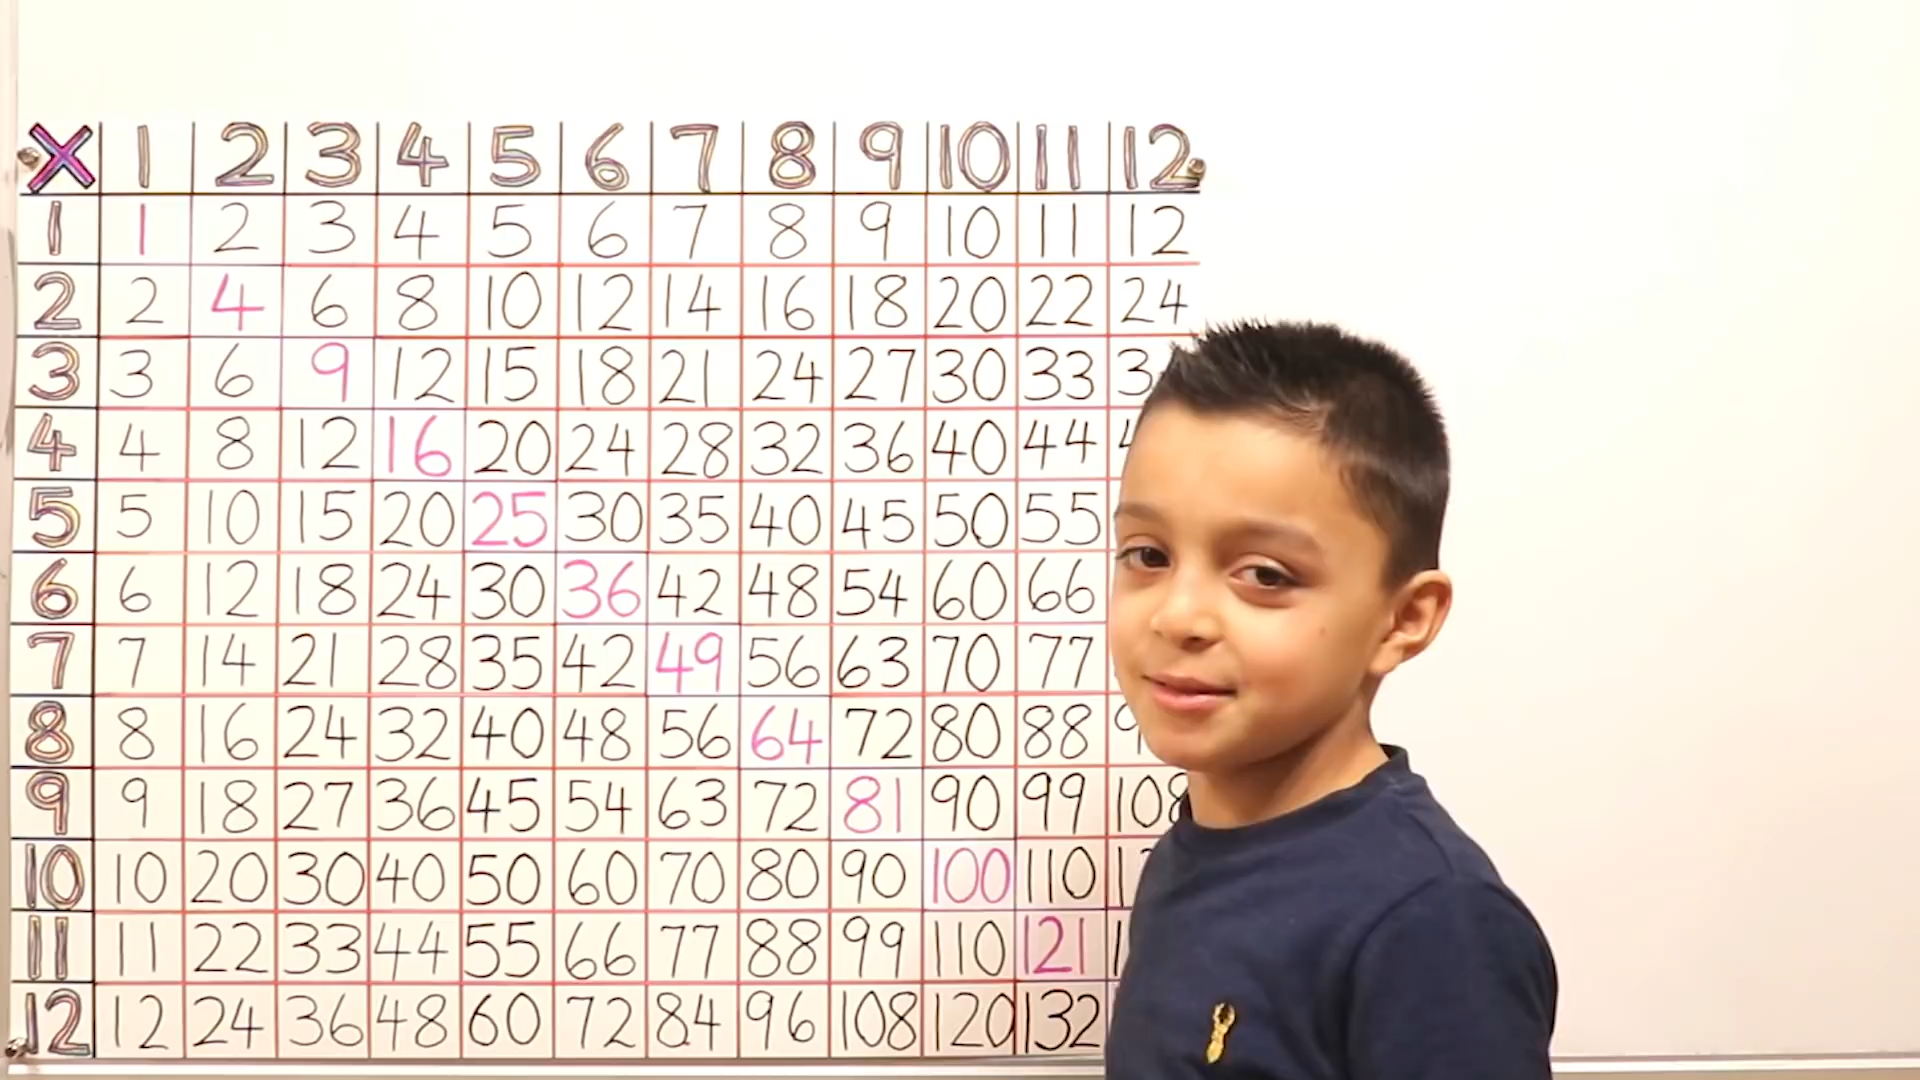 X 1 2 3 4 5 6 7 8 9 10 11 12
1 1 2 3 4 5 6 7 8 9 10 11 12
2 2 4 6 8 10 12 14 16 18 20 22 24
3 3 6 9 12 15 18 21 24 27 30 33 3
4 4 8 12 16 20 24 28 32 36 40 44
5 5 10 15 20 25 30 35 40 45 50 55
6 6 12 18 24 30 36 42 48 54 60 66
7 7 14 21 28 35 42 49 56 63 70 77
8 8 16 24 32 40 48 56 64 72 80 88 9
9 9 18 27 36 45 54 63 72 81 90 99 108
10 10 20 30 40 50 60 70 80 90 100 110 1
11 11 22 33 44 55 66 77 88 99 110 121 1
12 12 24 36 48 60 72 84 96 108 120 132